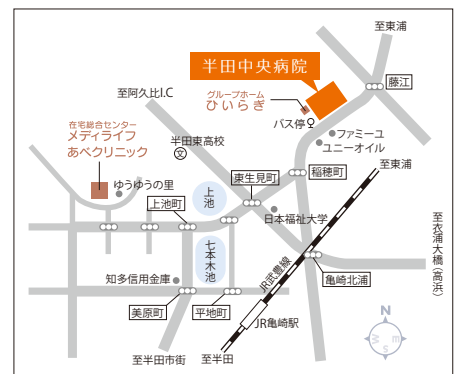 至東浦
半田中央病院
藤江
至阿久比I.C
グループホーム
ひいらぎ
バス停
ファミーユ
ユニーオイル
在宅総合センター
メディライフ
あべクリニック
半田東高校
文
東生見町
稲穂町
至東浦
ゆうゆうの里
上池
上池町
日本福祉大学
至衣浦大橋(高浜)
七本木池
知多信用金庫
JR武豊線
亀崎北浦
美原町
平地町
JR亀崎駅
至半田市街
至半田
N
W
m
s